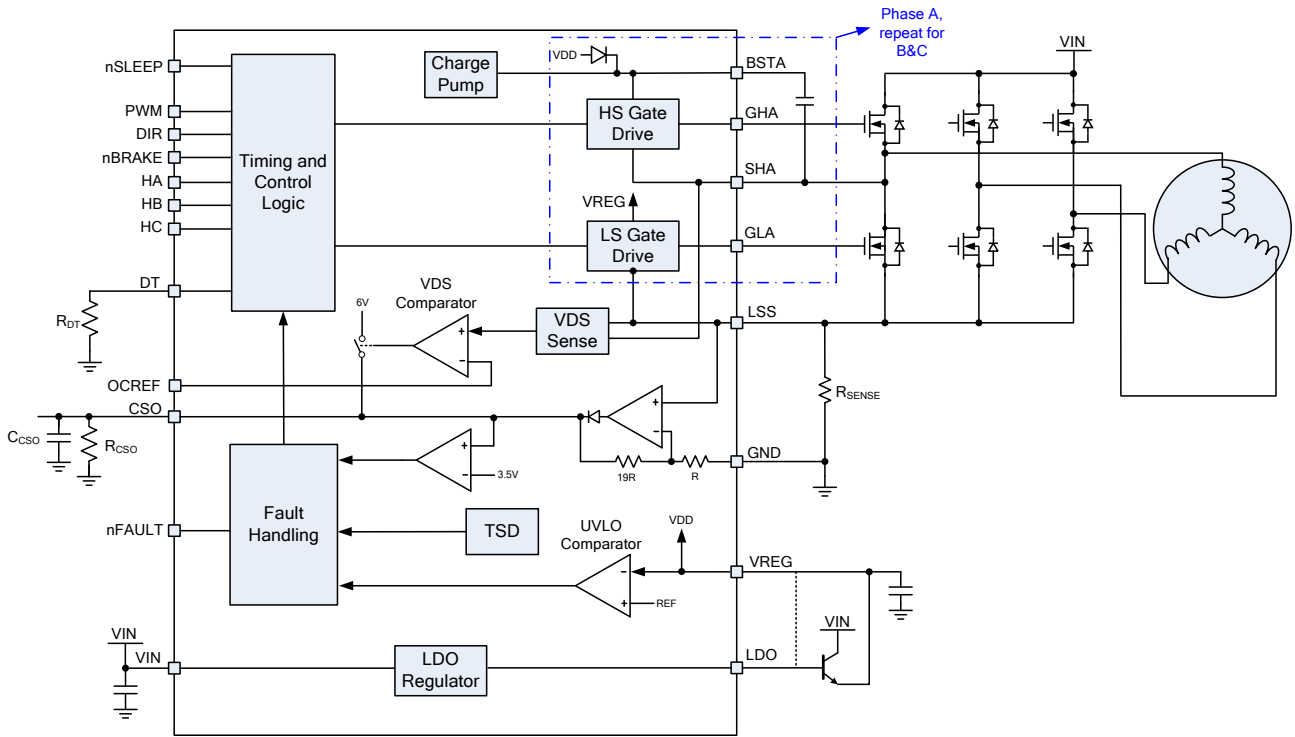 Phase A,
repeat for
B&C
VIN
nSLEEP
PWM
DIR
nBRAKE
HA
HB
HC
DT
RDT
Timing and
Control
Logic
Charge
Pump
VDD
HS Gate
Drive
VREG
LS Gate
Drive
BSTA
GHA
SHA
GLA
LSS
VDS
Comparator
6V
+
−
VDS
Sense
OCREF
CSO
CCSO
RCSO
+
−
RSENSE
+
−
3.5V
19R
R
GND
Fault
Handling
nFAULT
TSD
UVLO
Comparator
VDD
−
+
REF
VREG
VIN
VIN
LDO
Regulator
LDO
VIN